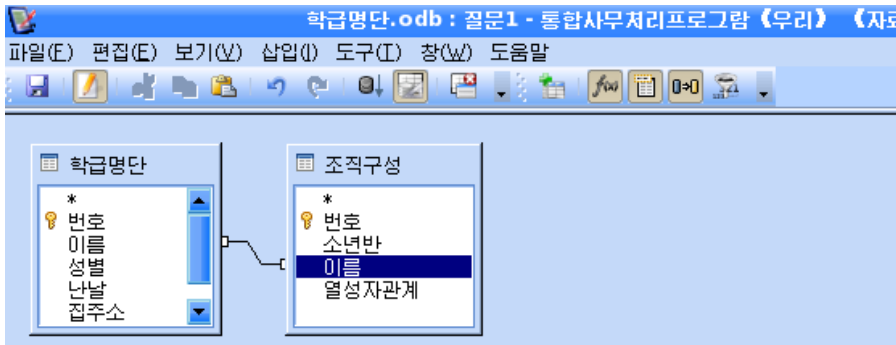 학급명단.odb : 질문1 - 통합사무처리프로그람《우리》 《자료
파일(F) 편집(E) 보기(V) 삽입(I) 도구(T) 창(W) 도움말
학급명단
*
번호
이름
성별
난날
집주소
조직구성
*
번호
소년반
이름
열성자관계